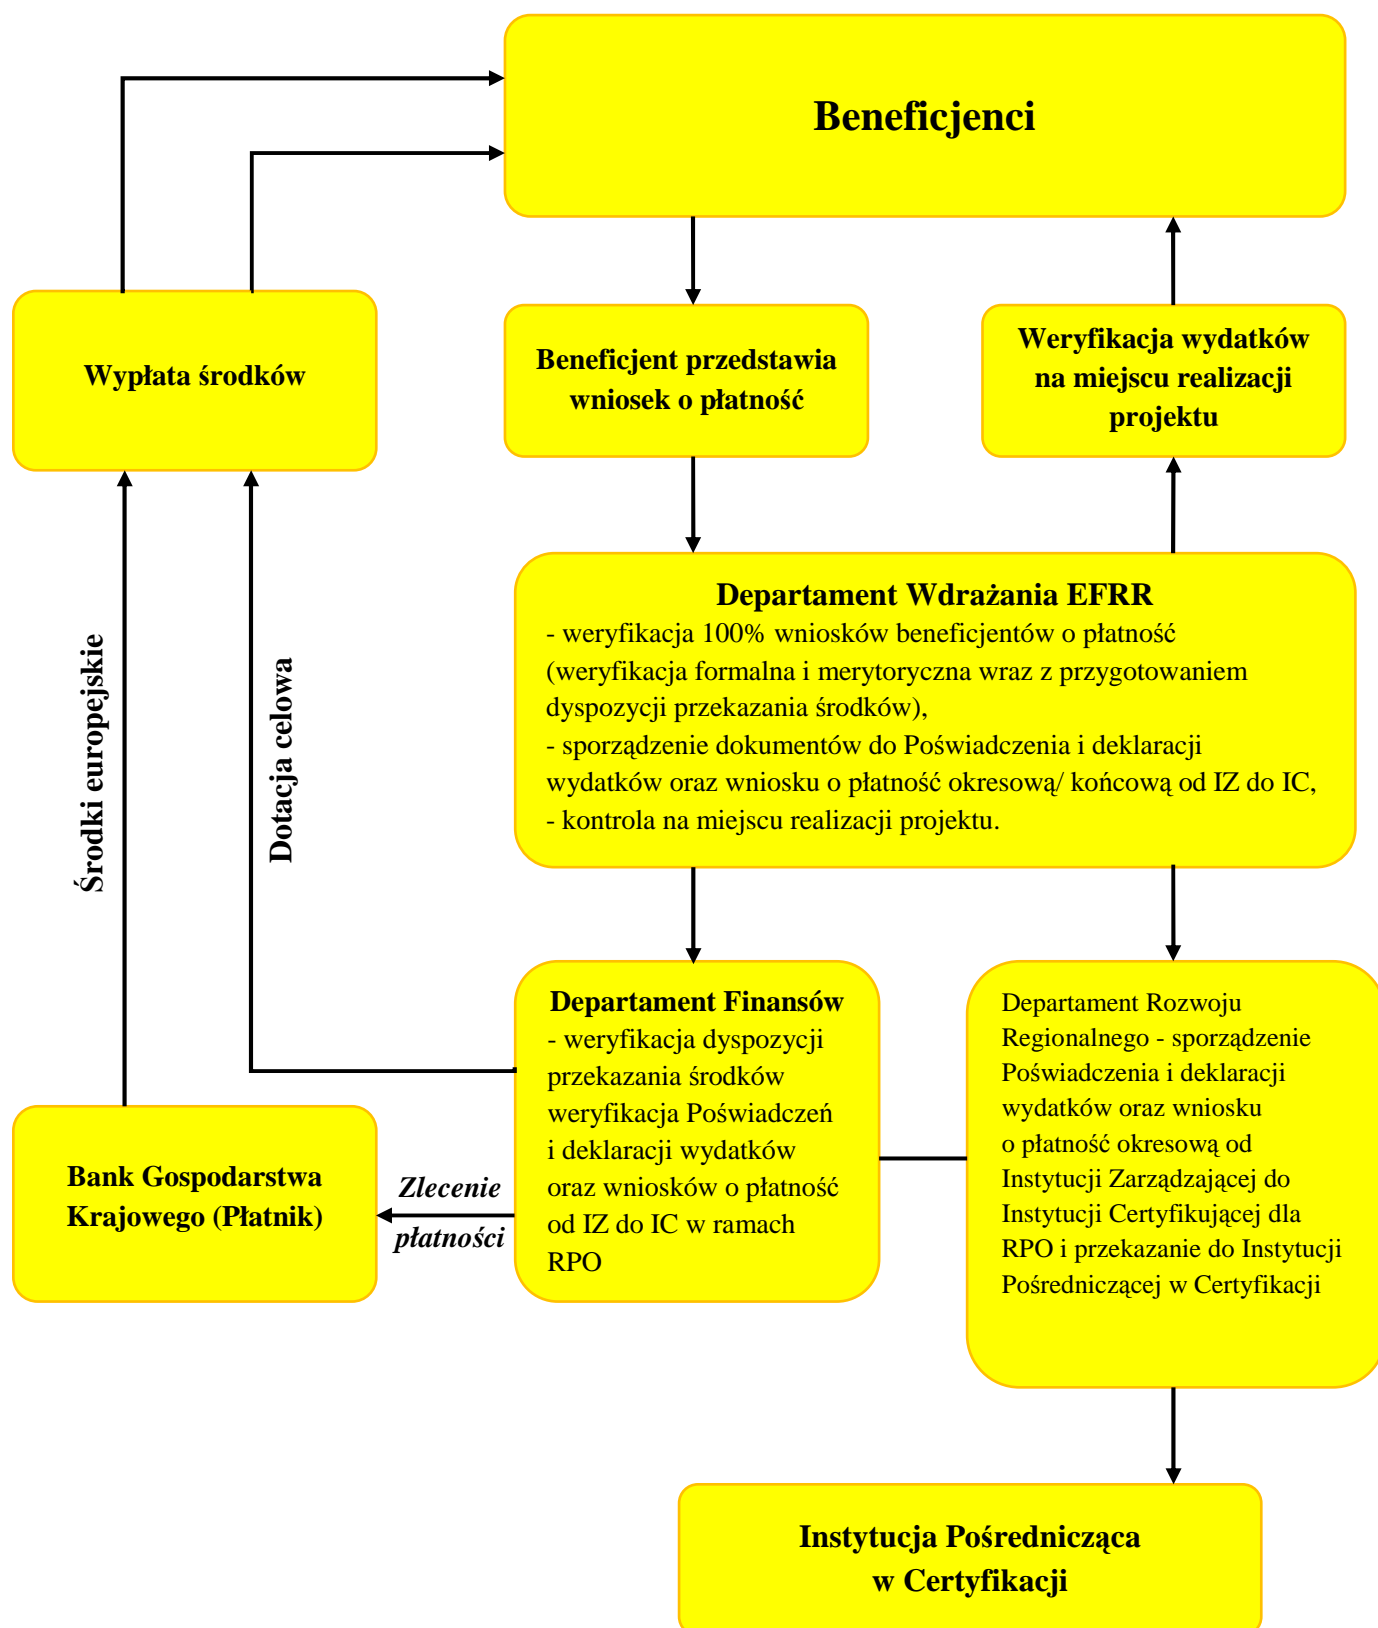 Beneficjenci
Wypłata środków
Beneficjent przedstawia
wniosek o płatność
Weryfikacja wydatków
na miejscu realizacji
projektu
Departament Wdrażania EFRR
- weryfikacja 100% wniosków beneficjentów o płatność
(weryfikacja formalna i merytoryczna wraz z przygotowaniem
dyspozycji przekazania środków),
- sporządzenie dokumentów do Poświadczenia i deklaracji
wydatków oraz wniosku o płatność okresową/ końcową od IZ do IC,
- kontrola na miejscu realizacji projektu.
Środki europejskie
Dotacja celowa
Departament Finansów
- weryfikacja dyspozycji
przekazania środków
weryfikacja Poświadczeń
i deklaracji wydatków
oraz wniosków o płatność
od IZ do IC w ramach
RPO
Departament Rozwoju
Regionalnego - sporządzenie
Poświadczenia i deklaracji
wydatków oraz wniosku
o płatność okresową od
Instytucji Zarządzającej do
Instytucji Certyfikującej dla
RPO i przekazanie do Instytucji
Pośredniczącej w Certyfikacji
Bank Gospodarstwa
Krajowego (Płatnik)
Zlecenie
płatności
Instytucja Pośrednicząca
w Certyfikacji